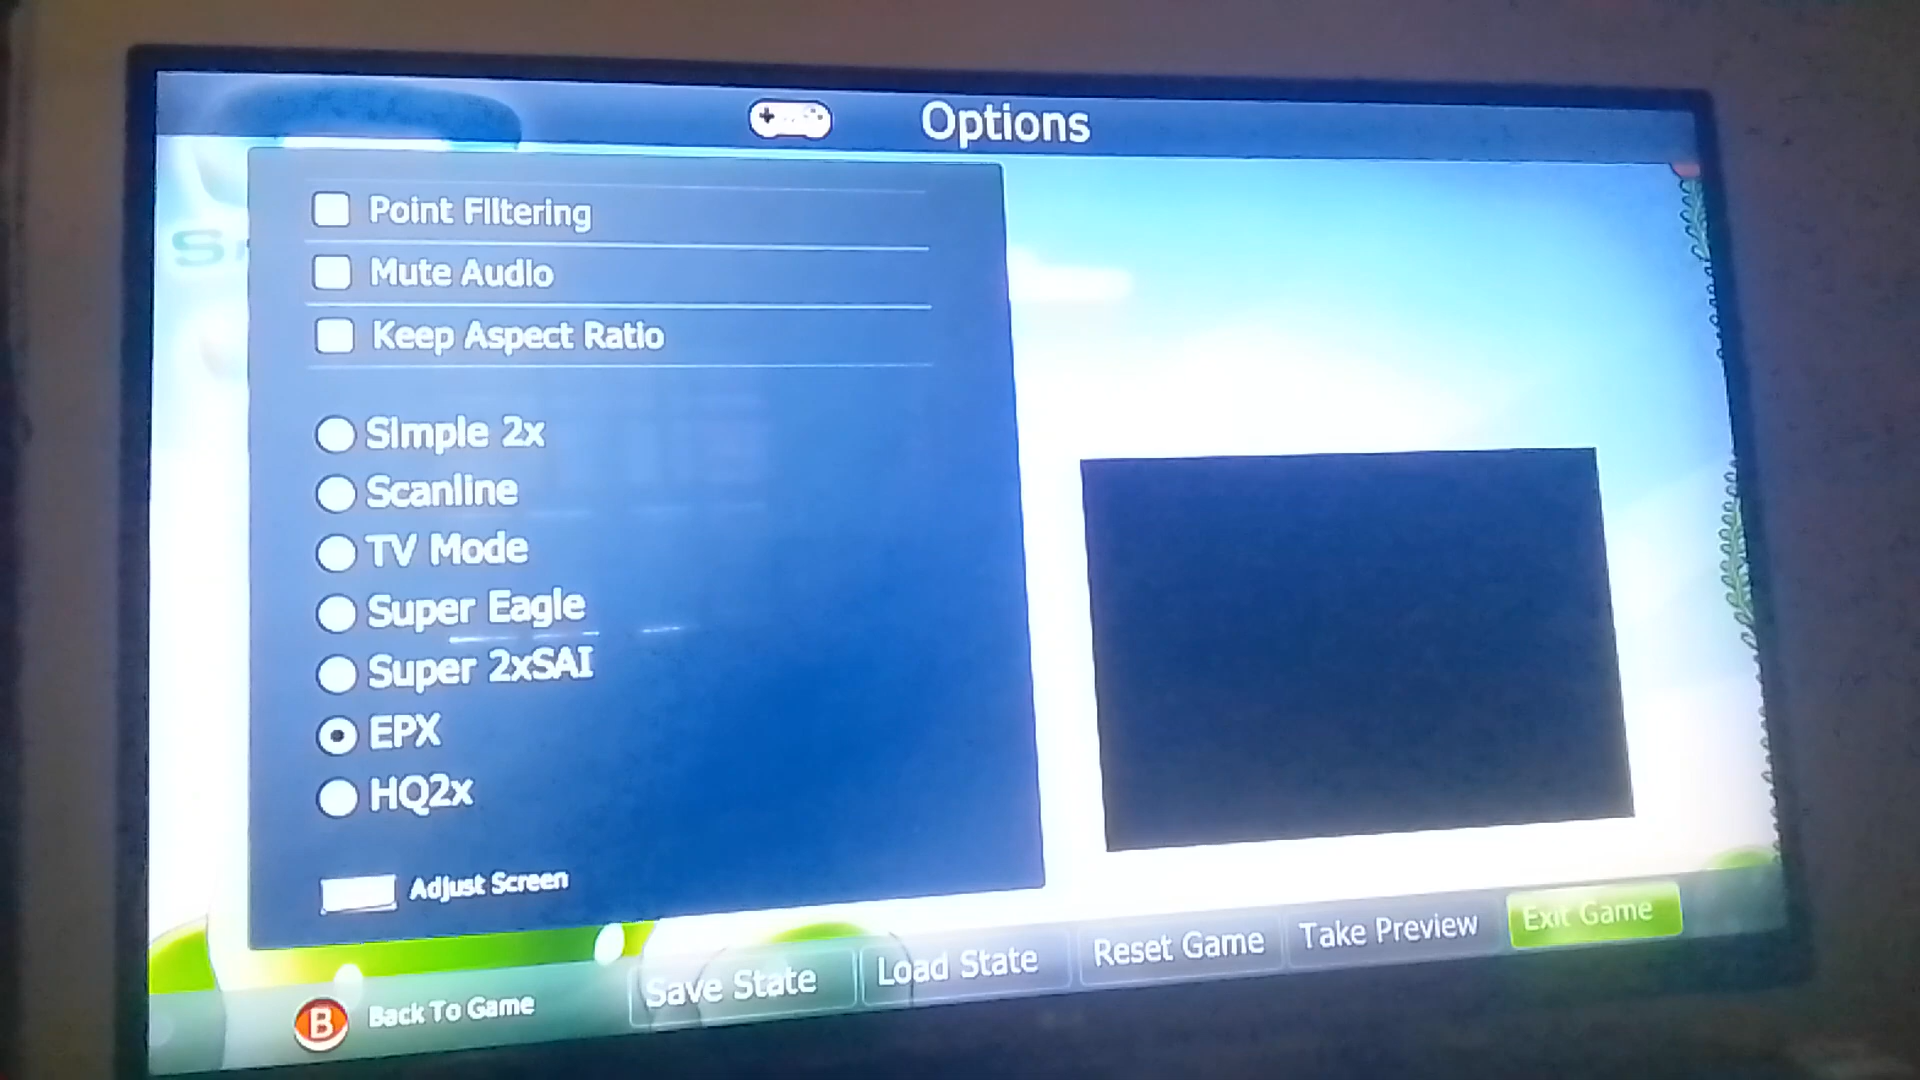 Options
Point Filtering
Mute Audio
Keep Aspect Ratio
Simple 2x
Scanline
TV Mode
Super Eagle
Super 2xSAI
EPX
HQ2x
Adjust Screen
B Back To Game
Save State
Load State
Reset Game
Take Preview
Exit Game